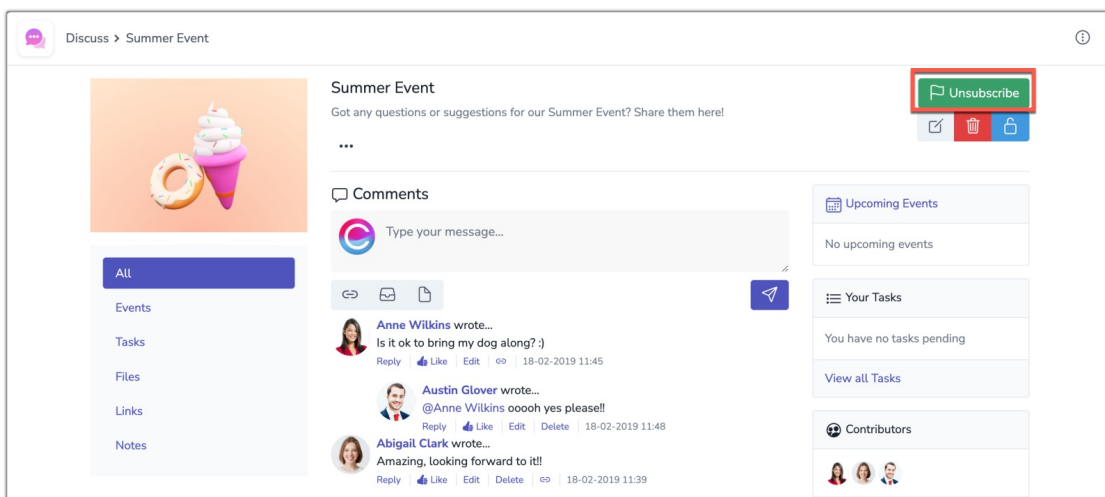 Discuss > Summer Event
Summer Event
Got any questions or suggestions for our Summer Event? Share them here!
...
Unsubscribe
Comments
Type your message...
All
Events
Tasks
Files
Links
Notes
Anne Wilkins wrote...
Is it ok to bring my dog along? :)
Reply Like Edit 18-02-2019 11:45
Austin Glover wrote...
@Anne Wilkins ooooh yes please!!
Reply Like Edit Delete 18-02-2019 11:48
Abigail Clark wrote...
Amazing, looking forward to it!!
Reply Like Edit Delete 18-02-2019 11:39
Upcoming Events
No upcoming events
Your Tasks
You have no tasks pending
View all Tasks
Contributors